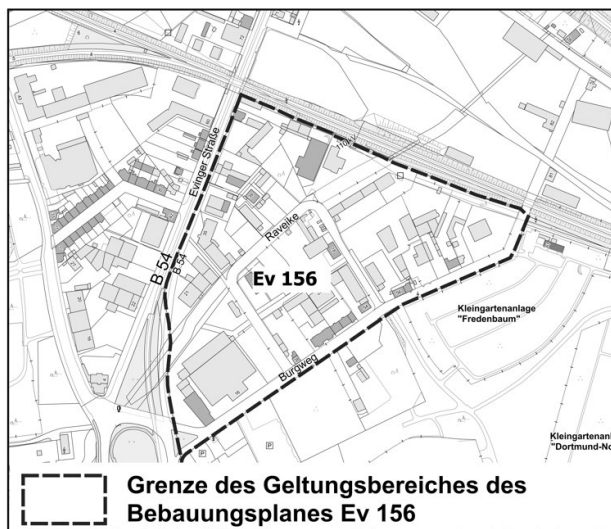 Evinger Straße
110kV
Raveike
B 54
B 54
Ev 156
Kleingartenanlage
"Fredenbaum"
Burgweg
Kleingartenanl
"Dortmund-No
P
P
Grenze des Geltungsbereiches des
Bebauungsplanes Ev 156